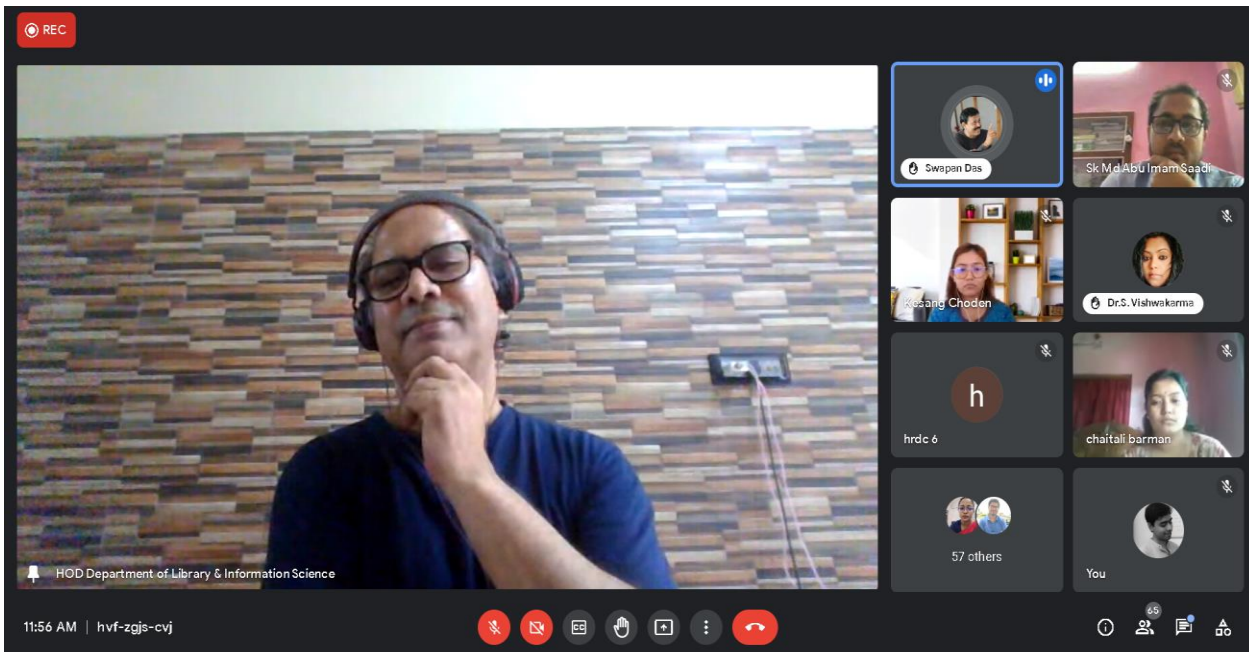 REC
Swapan Das
Sk Md Abu Imam Saadi
Kesang Choden
Dr.S.Vishwakarma
h
hrdc 6
chaitali barman
57 others
You
HOD Department of Library & Information Science
11:56 AM | hvf-zgjs-cvj
CC
65